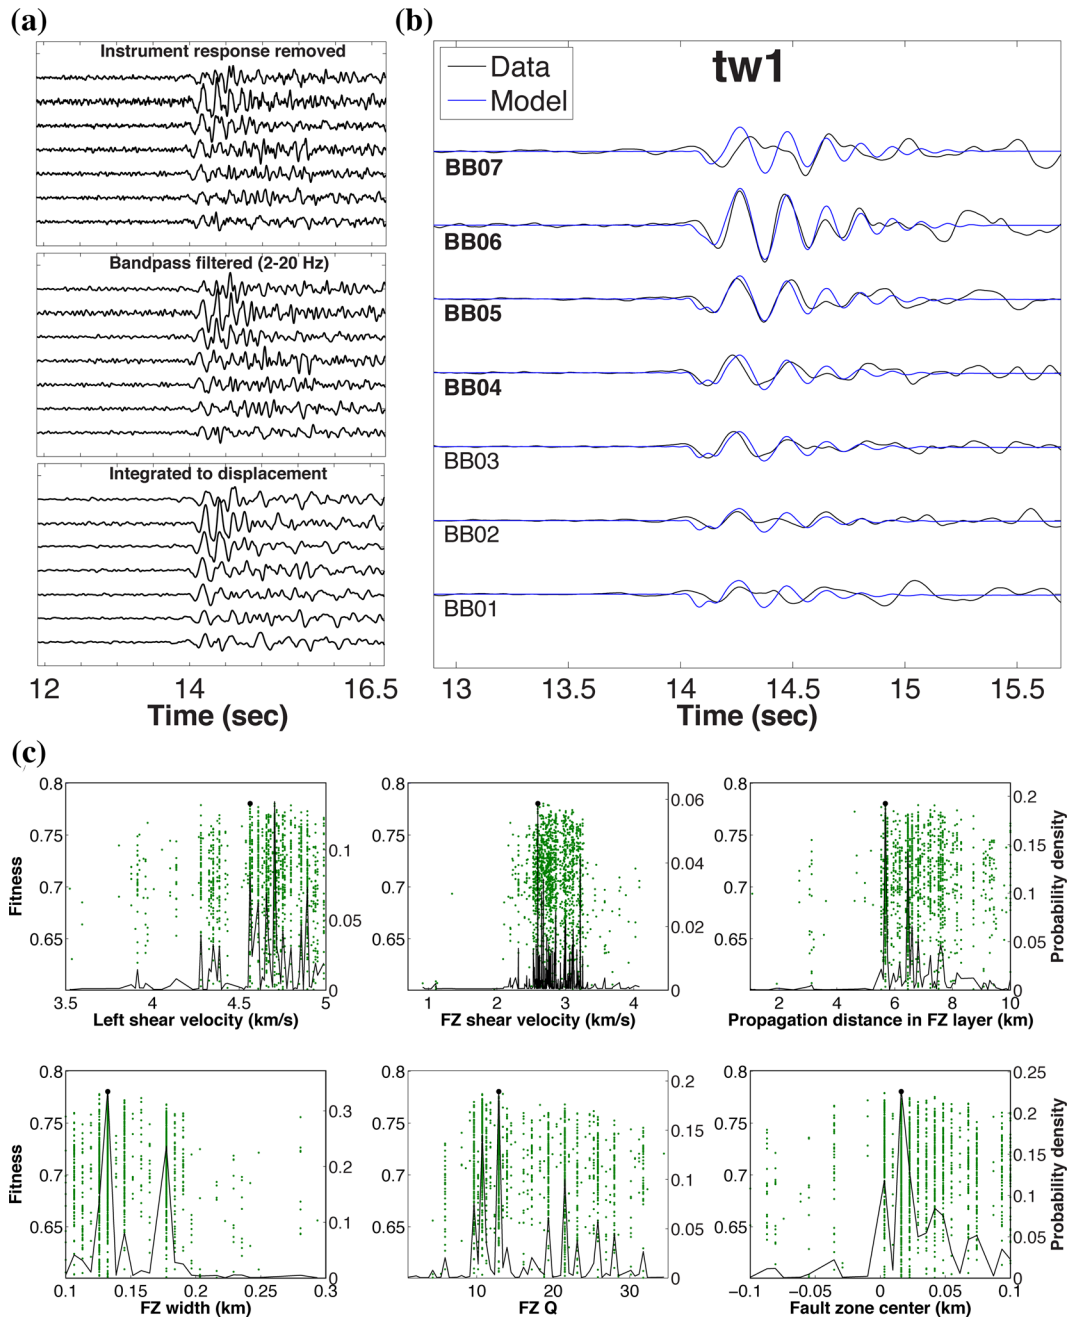 (a)
Instrument response removed
Bandpass filtered (2-20 Hz)
Integrated to displacement
12 14 16.5
Time (sec)
(b)
tw1
Data
Model
BB07
BB06
BB05
BB04
BB03
BB02
BB01
13 13.5 14 14.5 15 15.5
Time (sec)
(c)
0.8
0.75
0.7
0.65
Fitness
0.1
0.05
0
3.5 4 4.5 5
Left shear velocity (km/s)
0.8
0.75
0.7
0.65
0.06
0.04
0.02
0
1 2 3 4
FZ shear velocity (km/s)
0.8
0.75
0.7
0.65
0.2
0.15
0.1
0.05
0
Probability density
2 4 6 8 10
Propagation distance in FZ layer (km)
0.8
0.75
0.7
0.65
Fitness
0.3
0.2
0.1
0
0.1 0.15 0.2 0.25 0.3
FZ width (km)
0.8
0.75
0.7
0.65
0.2
0.15
0.1
0.05
0
10 20 30
FZ Q
0.8
0.75
0.7
0.65
0.25
0.2
0.15
0.1
0.05
0
Probability density
−0.1 −0.05 0 0.05 0.1
Fault zone center (km)